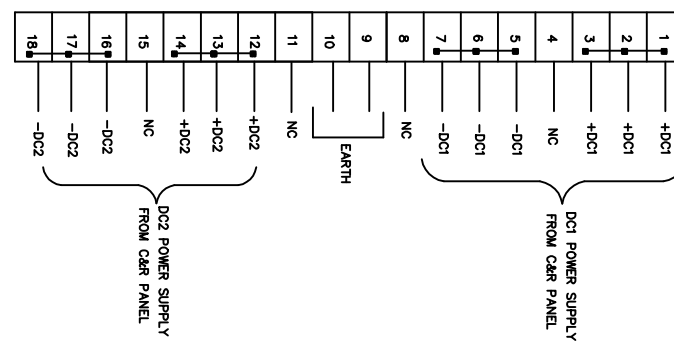 1
2
3
4
5
6
7
8
9
10
11
12
13
14
15
16
17
18
+DC1
+DC1
+DC1
NC
-DC1
-DC1
-DC1
NC
EARTH
NC
+DC2
+DC2
+DC2
NC
-DC2
-DC2
-DC2
DC1 POWER SUPPLY
FROM C&R PANEL
DC2 POWER SUPPLY
FROM C&R PANEL